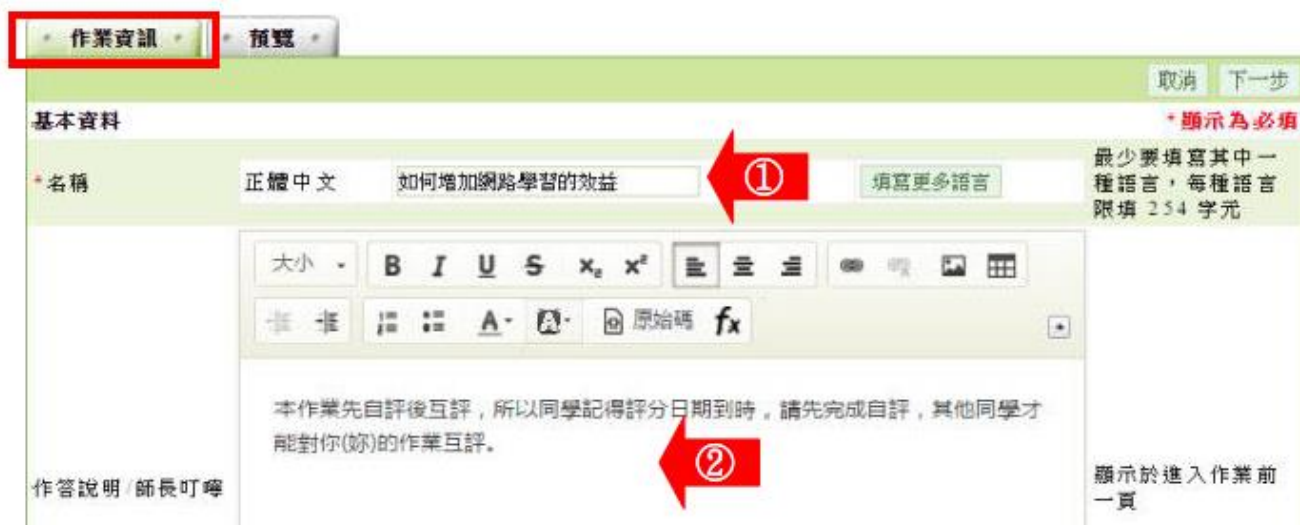 作業資訊 預覽
取消 下一步
基本資料 *顯示為必填
*名稱 正體中文 如何增加網路學習的效益 ① 填寫更多語言 最少要填寫其中一
種語言，每種語言
限填 254 字元
大小 B I U S x₂ x²
A A 原始碼 fx
本作業先自評後互評，所以同學記得評分日期到時，請先完成自評，其他同學才
能對你(妳)的作業互評。
②
作答說明/師長叮嚀 顯示於進入作業前
一頁